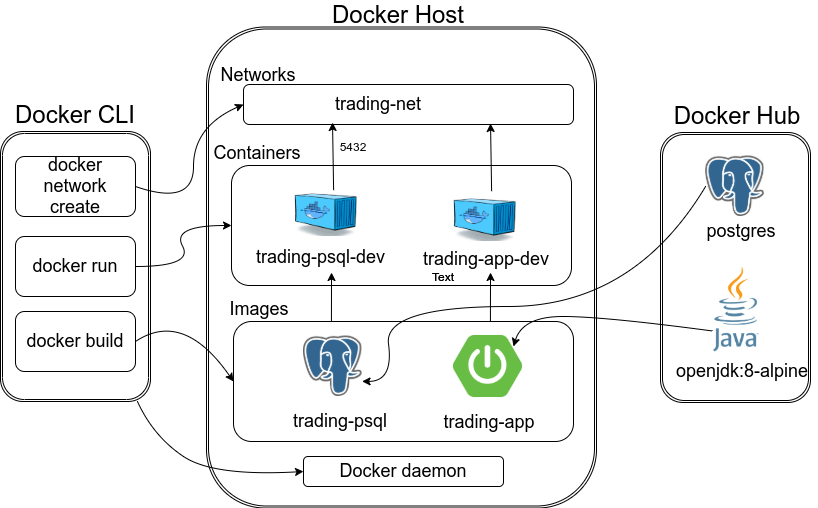 Docker Host
Networks
trading-net
Docker CLI
Docker Hub
docker
network
create
5432
Containers
postgres
docker run
trading-psql-dev
trading-app-dev
Text
Images
docker build
Java
openjdk:8-alpine
trading-psql
trading-app
Docker daemon